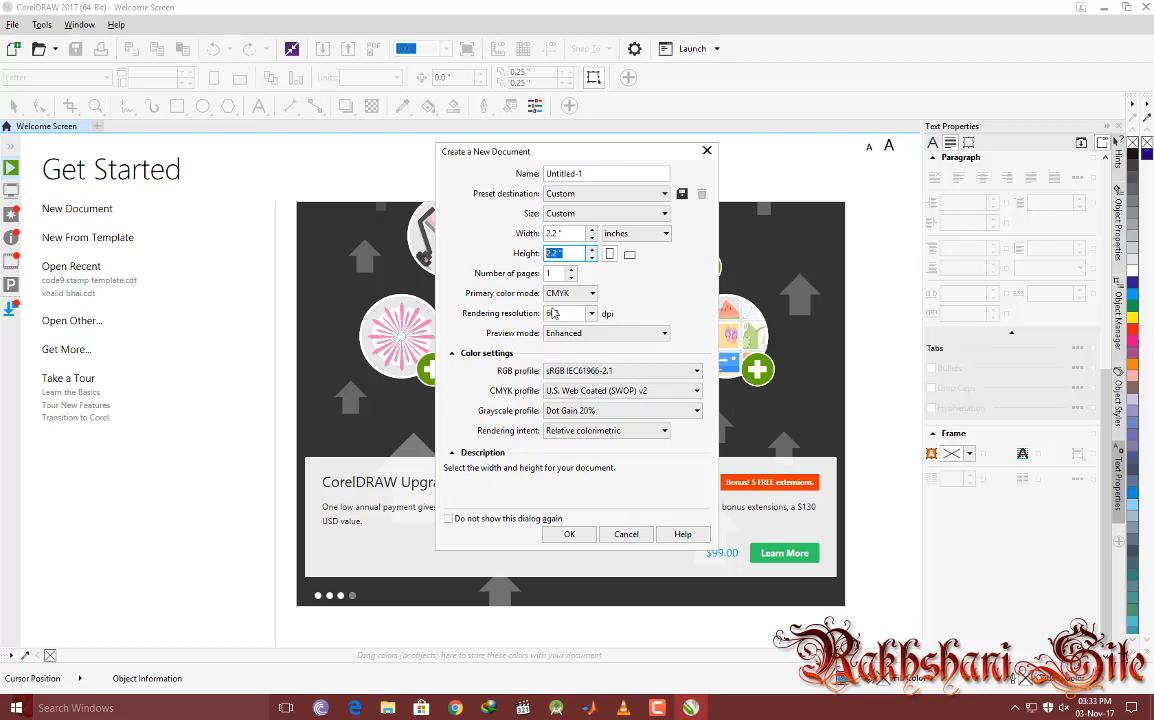 CorelDRAW 2017 (64-Bit) - Welcome Screen
File Tools Window Help
PDF
Snap To
Launch
Letter
Units:
0.0 °
0.25 "
0.25 "
Welcome Screen
Get Started
New Document
New From Template
Open Recent
code9 stamp template.cdt
khalid bhai.cdt
Open Other...
Get More...
Take a Tour
Learn the Basics
Tour New Features
Transition to Corel
A A
Create a New Document
Name: Untitled-1
Preset destination: Custom
Size: Custom
Width: 2.2 " inches
Height: 2.2 "
Number of pages: 1
Primary color mode: CMYK
Rendering resolution: dpi
Preview mode: Enhanced
Color settings
RGB profile: sRGB IEC61966-2.1
CMYK profile: U.S. Web Coated (SWOP) v2
Grayscale profile: Dot Gain 20%
Rendering intent: Relative colorimetric
Description
Select the width and height for your document.
Do not show this dialog again
OK Cancel Help
CorelDRAW Upgra
One low annual payment gives
USD value.
Bonus! 5 FREE extensions.
bonus extensions, a $130
$99.00
Learn More
Text Properties
Paragraph
Tabs
Bullets
Drop Caps
Hyphenation
Frame
Hints
Object Properties
Object Manager
Object Styles
Text Properties
Drag colors (or objects) here to store these colors with your document
Cursor Position
Object Information
Rakhshani Site
Search Windows
03:33 PM
03-Nov-17